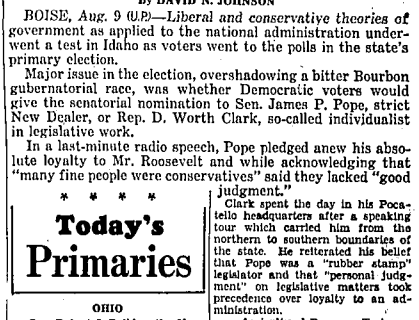 By DAVID N. JOHNSON
BOISE, Aug. 9 (U.P.)—Liberal and conservative theories of
government as applied to the national administration under-
went a test in Idaho as voters went to the polls in the state's
primary election.
Major issue in the election, overshadowing a bitter Bourbon
gubernatorial race, was whether Democratic voters would
give the senatorial nomination to Sen. James P. Pope, strict
New Dealer, or Rep. D. Worth Clark, so-called individualist
in legislative work.
In a last-minute radio speech, Pope pledged anew his abso-
lute loyalty to Mr. Roosevelt and while acknowledging that
"many fine people were conservatives" said they lacked "good
judgment."
Clark spent the day in his Poca-
tello headquarters after a speaking
tour which carried him from the
northern to southern boundaries of
the state. He reiterated his belief
that Pope was a "rubber stamp"
legislator and that "personal judg-
ment" on legislative matters took
precedence over loyalty to an ad-
ministration.
* * * *
Today's
Primaries
OHIO